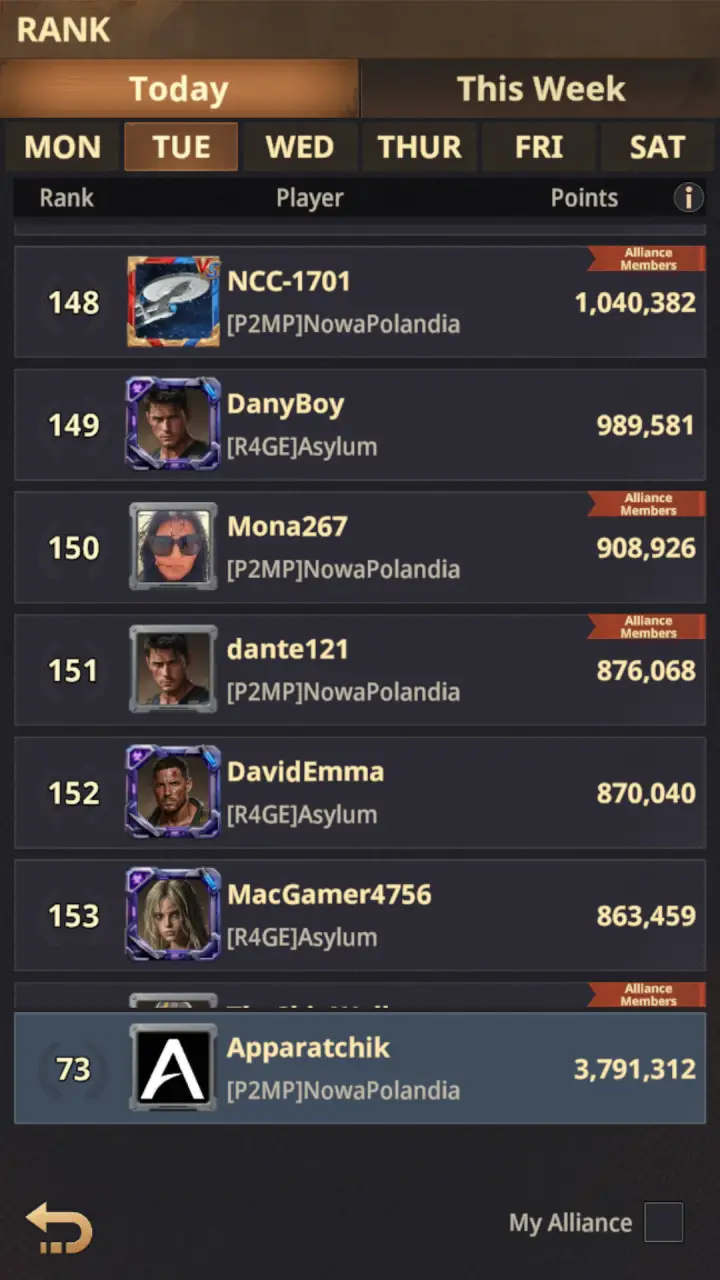 RANK
Today This Week
MON TUE WED THUR FRI SAT
Rank Player Points i
Alliance
Members
148 NCC-1701 1,040,382
[P2MP]NowaPolandia
VS
149 DanyBoy 989,581
[R4GE]Asylum
Alliance
Members
150 Mona267 908,926
[P2MP]NowaPolandia
Alliance
Members
151 dante121 876,068
[P2MP]NowaPolandia
152 DavidEmma 870,040
[R4GE]Asylum
153 MacGamer4756 863,459
[R4GE]Asylum
Alliance
Members
73 Apparatchik 3,791,312
[P2MP]NowaPolandia
My Alliance